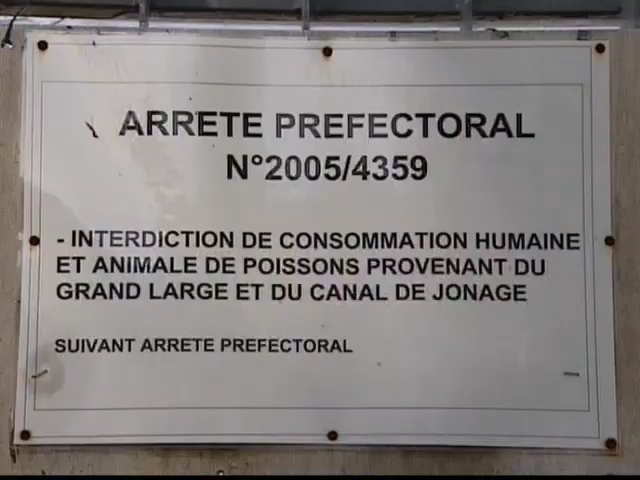 ARRETE PREFECTORAL
N°2005/4359
- INTERDICTION DE CONSOMMATION HUMAINE
ET ANIMALE DE POISSONS PROVENANT DU
GRAND LARGE ET DU CANAL DE JONAGE
SUIVANT ARRETE PREFECTORAL